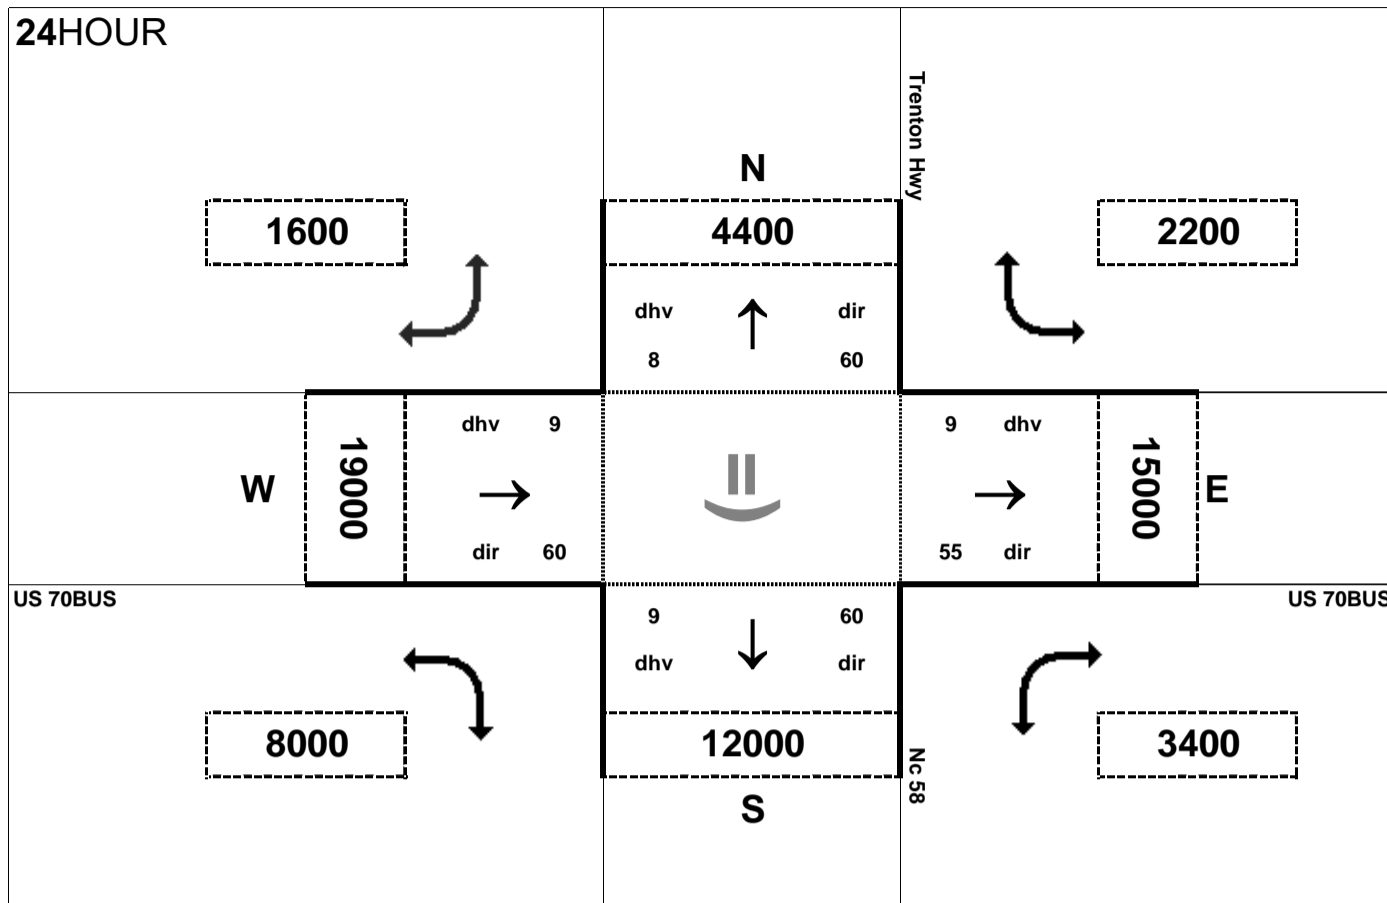 24HOUR
Trenton Hwy
N
1600
4400
2200
dhv dir
8 60
dhv 9
9 dhv
W
19000
15000
E
dir 60
55 dir
US 70BUS
US 70BUS
9 60
dhv dir
8000
12000
3400
Nc 58
S